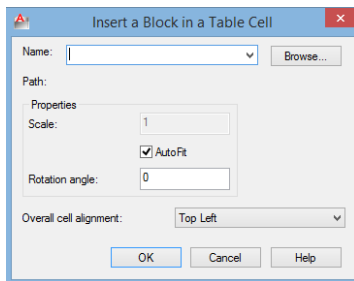 Insert a Block in a Table Cell
Name: Browse...
Path:
Properties
Scale: 1
AutoFit
Rotation angle: 0
Overall cell alignment: Top Left
OK Cancel Help